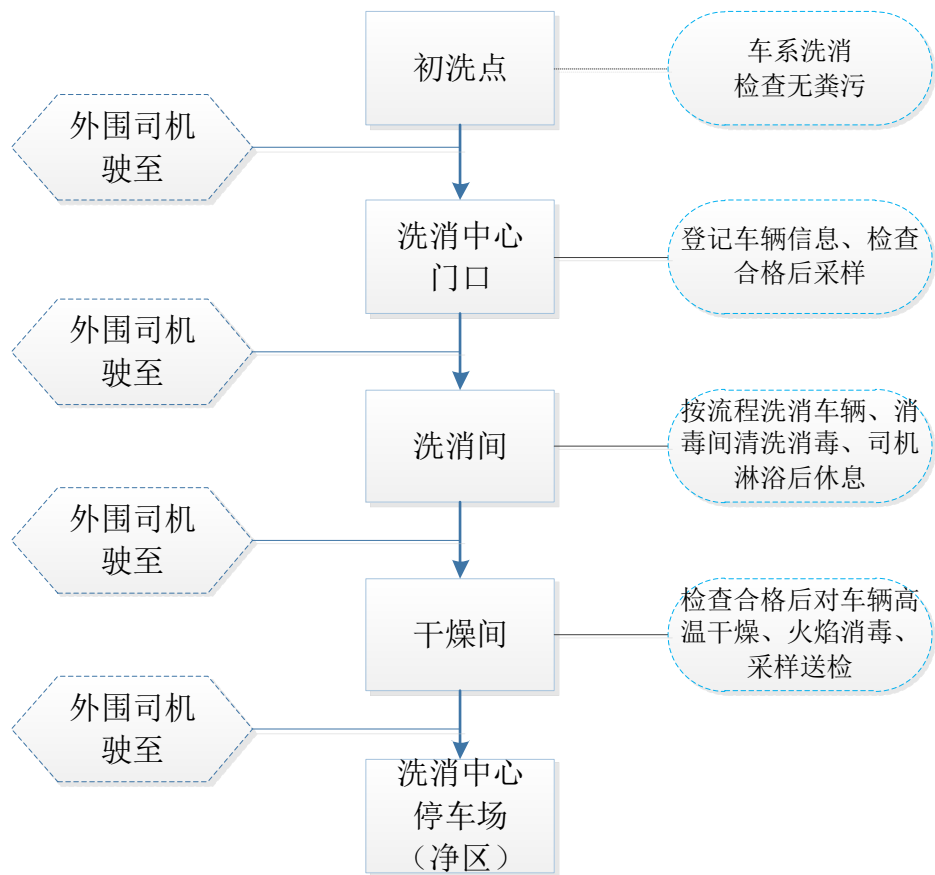 初洗点
车系洗消
检查无粪污
外围司机
驶至
洗消中心
门口
登记车辆信息、检查
合格后采样
外围司机
驶至
洗消间
按流程洗消车辆、消
毒间清洗消毒、司机
淋浴后休息
外围司机
驶至
干燥间
检查合格后对车辆高
温干燥、火焰消毒、
采样送检
外围司机
驶至
洗消中心
停车场
（净区）